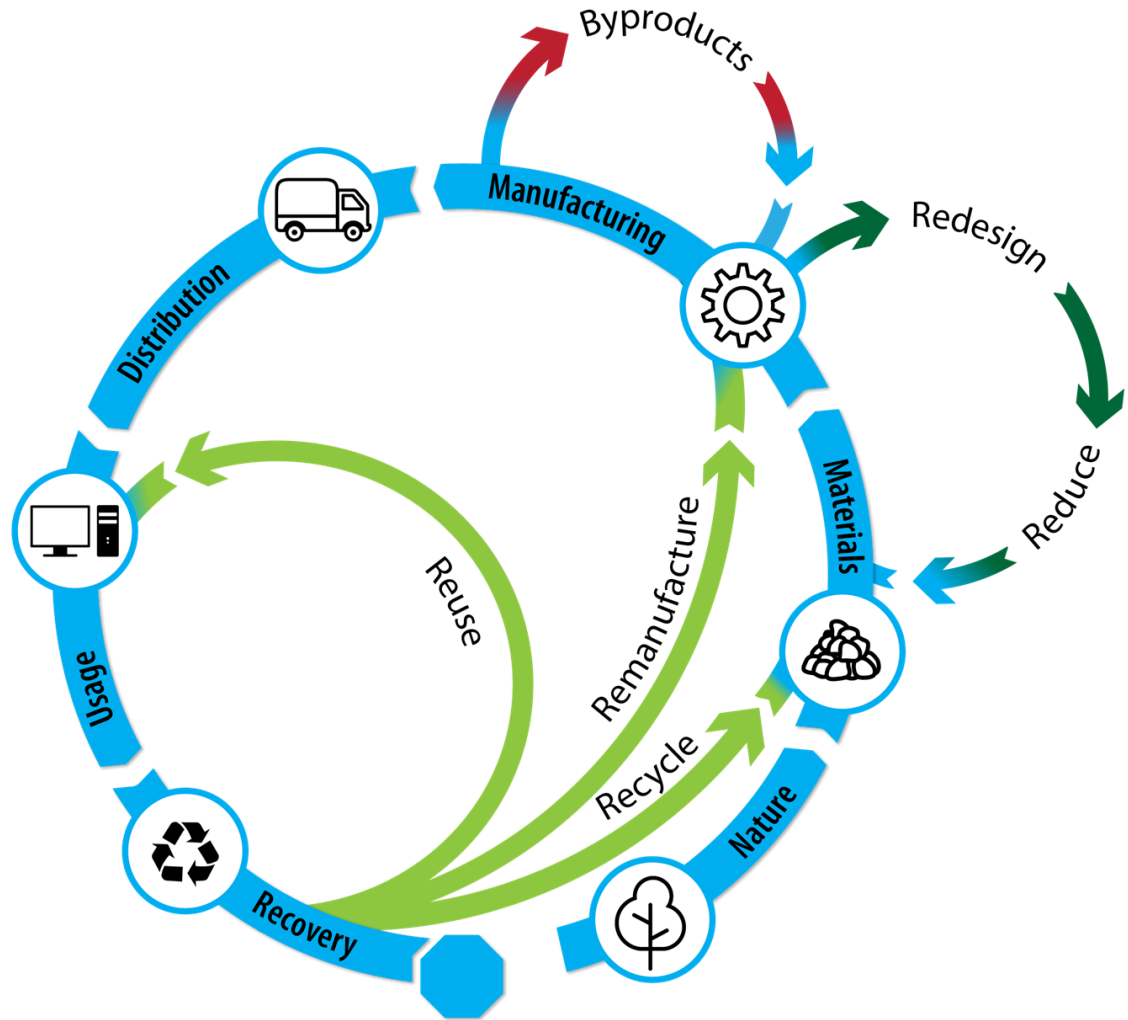 Byproducts
Manufacturing
Redesign
Distribution
Materials
Reduce
Reuse
Remanufacture
Usage
Recycle
Nature
Recovery